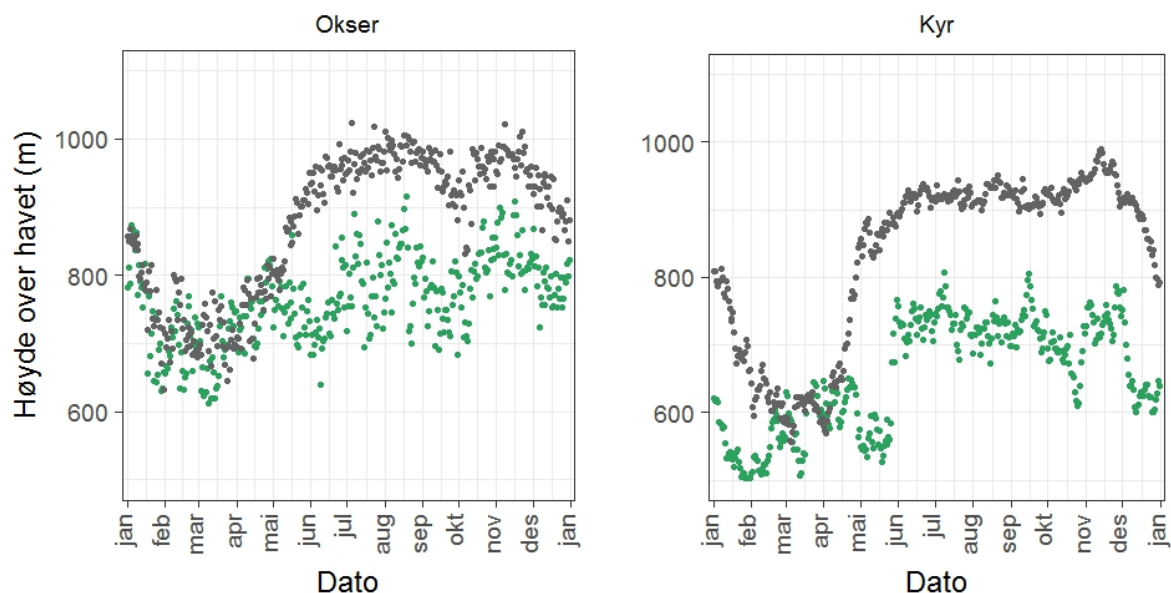 Okser
Kyr
Høyde over havet (m)
1000
800
600
jan
feb
mar
apr
mai
jun
jul
aug
sep
okt
nov
des
jan
Dato
1000
800
600
jan
feb
mar
apr
mai
jun
jul
aug
sep
okt
nov
des
jan
Dato